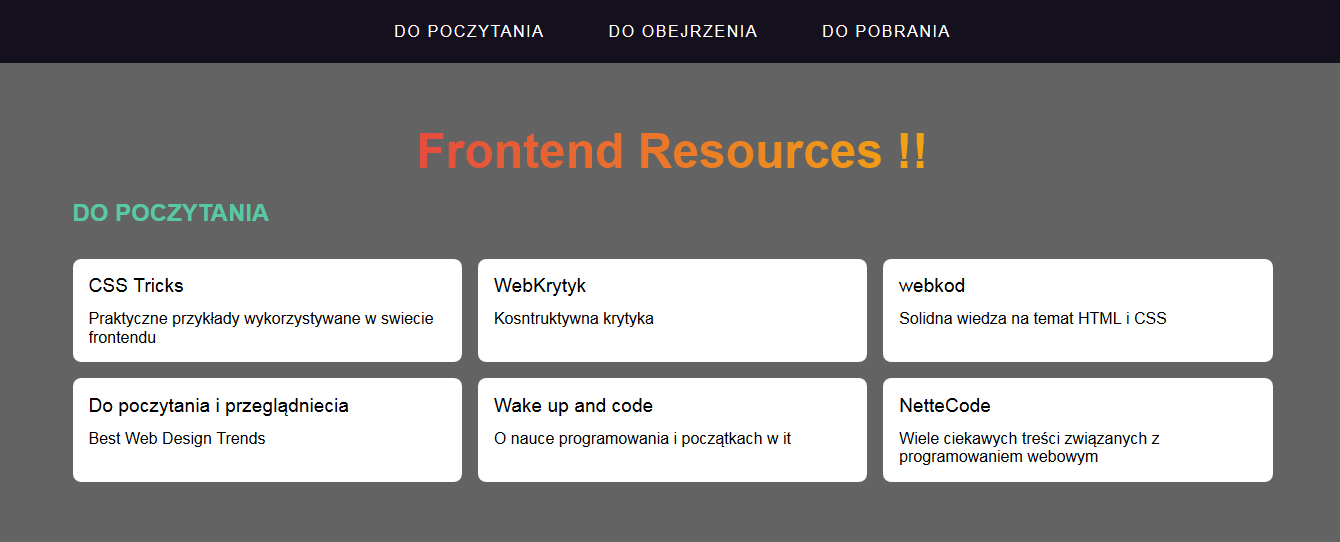 DO POCZYTANIA DO OBEJRZENIA DO POBRANIA
Frontend Resources !!
DO POCZYTANIA
CSS Tricks
Praktyczne przykłady wykorzystywane w swiecie
frontendu
WebKrytyk
Kosntruktywna krytyka
webkod
Solidna wiedza na temat HTML i CSS
Do poczytania i przeglądniecia
Best Web Design Trends
Wake up and code
O nauce programowania i początkach w it
NetteCode
Wiele ciekawych treści związanych z
programowaniem webowym